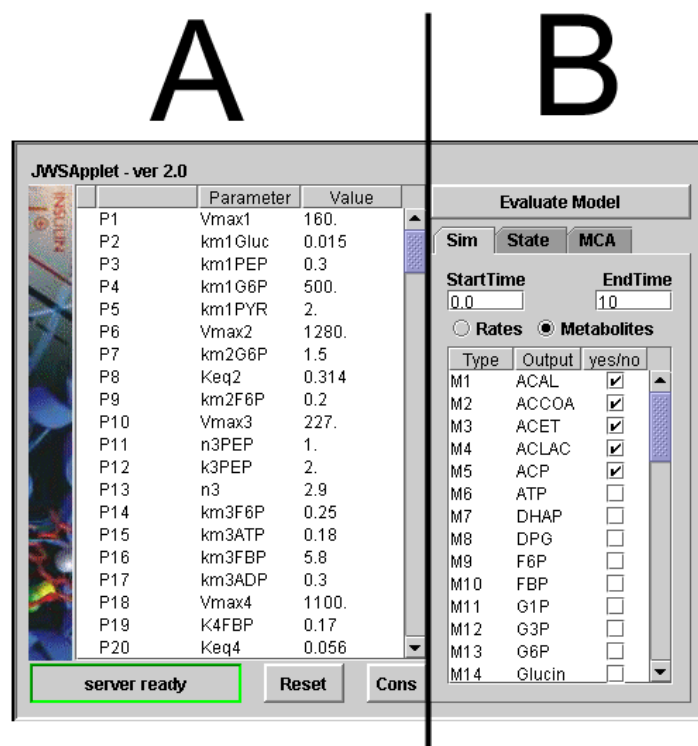 A
B
JWSApplet - ver 2.0
Parameter Value
P1 Vmax1 160.
P2 km1Gluc 0.015
P3 km1PEP 0.3
P4 km1G6P 500.
P5 km1PYR 2.
P6 Vmax2 1280.
P7 km2G6P 1.5
P8 Keq2 0.314
P9 km2F6P 0.2
P10 Vmax3 227.
P11 n3PEP 1.
P12 k3PEP 2.
P13 n3 2.9
P14 km3F6P 0.25
P15 km3ATP 0.18
P16 km3FBP 5.8
P17 km3ADP 0.3
P18 Vmax4 1100.
P19 K4FBP 0.17
P20 Keq4 0.056
INSULIN
server ready
Reset
Cons
Evaluate Model
Sim State MCA
StartTime EndTime
0.0 10
Rates Metabolites
Type Output yes/no
M1 ACAL
M2 ACCOA
M3 ACET
M4 ACLAC
M5 ACP
M6 ATP
M7 DHAP
M8 DPG
M9 F6P
M10 FBP
M11 G1P
M12 G3P
M13 G6P
M14 Glucin